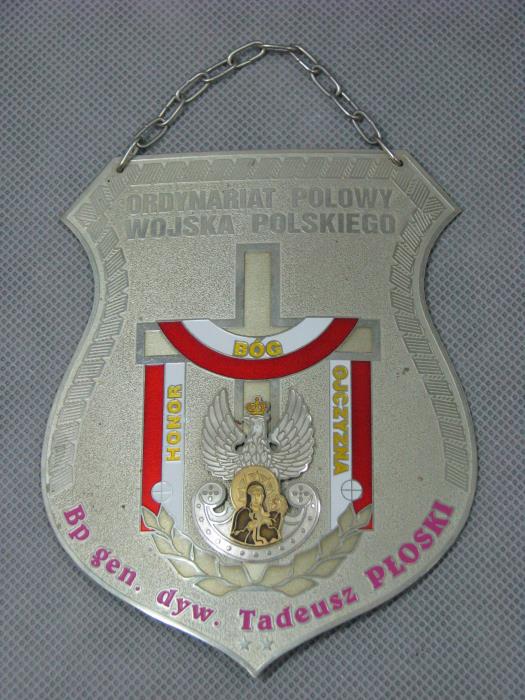 ORDYNARIAT POLOWY
WOJSKA POLSKIEGO
BÓG
HONOR
OJCZYZNA
Bp gen. dyw. Tadeusz PŁOSKI